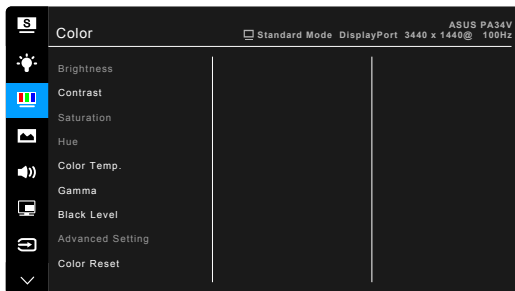 S
Color
ASUS PA34V
Standard Mode DisplayPort 3440 x 1440@ 100Hz
Brightness
Contrast
Saturation
Hue
Color Temp.
Gamma
Black Level
Advanced Setting
Color Reset